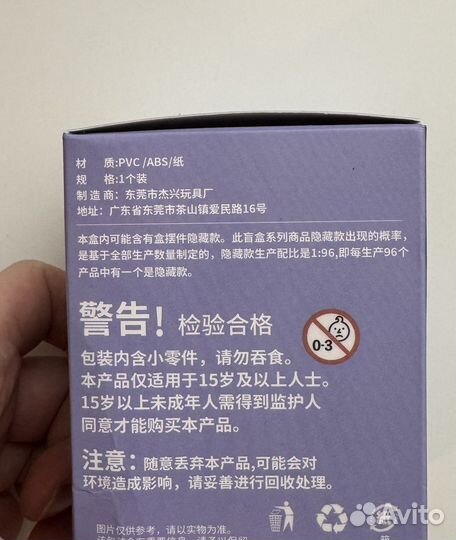 材　　质:PVC /ABS/纸
规　　格:1个装
制 造 商：东莞市杰兴玩具厂
地址：广东省东莞市茶山镇爱民路16号
本盒内可能含有盒摆件隐藏款。此盲盒系列商品隐藏款出现的概率，
是基于全部生产数量制定的，隐藏款生产配比是1:96,即每生产96个
产品中有一个是隐藏款。
警告！检验合格
0-3
包装内含小零件，请勿吞食。
本产品仅适用于15岁及以上人士。
15岁以上未成年人需得到监护人
同意才能购买本产品。
注意：随意丢弃本产品,可能会对
环境造成影响，请妥善进行回收处理。
图片仅供参考，请以实物为准。
纸
Avito